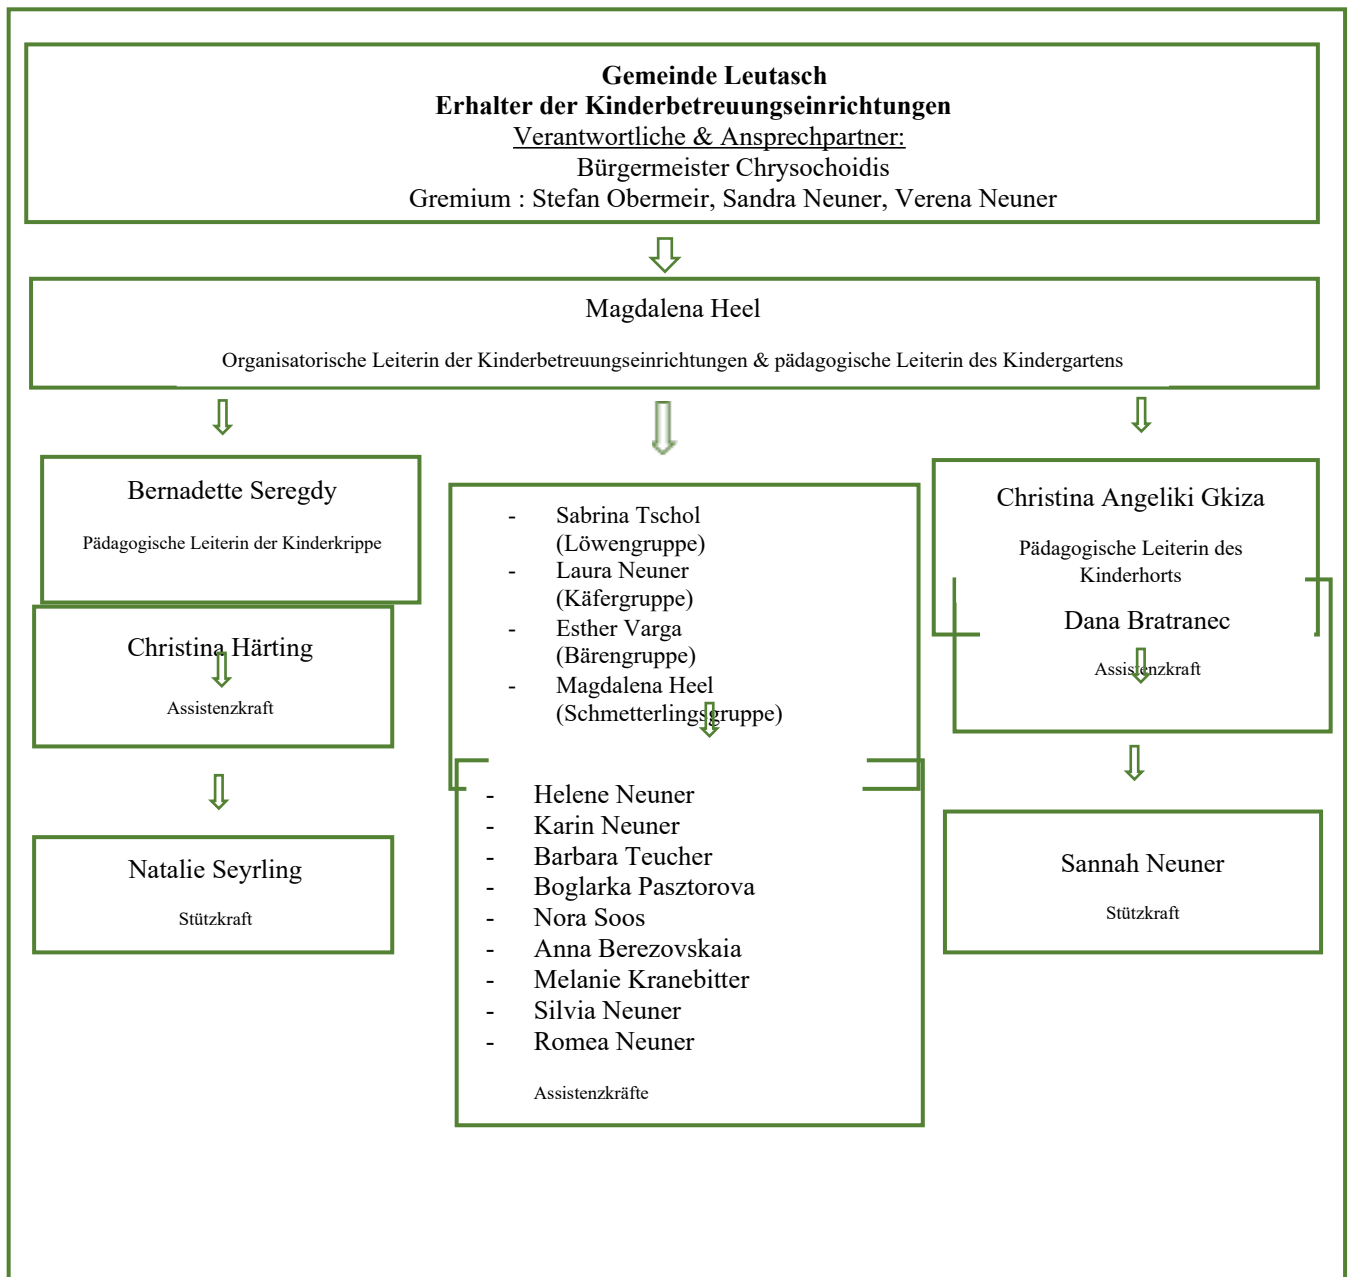 Gemeinde Leutasch
Erhalter der Kinderbetreuungseinrichtungen
Verantwortliche & Ansprechpartner:
Bürgermeister Chrysochoidis
Gremium : Stefan Obermeir, Sandra Neuner, Verena Neuner
Magdalena Heel
Organisatorische Leiterin der Kinderbetreuungseinrichtungen & pädagogische Leiterin des Kindergartens
Bernadette Seregdy
Pädagogische Leiterin der Kinderkrippe
Christina Härting
Assistenzkraft
Natalie Seyrling
Stützkraft
- Sabrina Tschol
(Löwengruppe)
- Laura Neuner
(Käfergruppe)
- Esther Varga
(Bärengruppe)
- Magdalena Heel
(Schmetterlingsgruppe)
- Helene Neuner
- Karin Neuner
- Barbara Teucher
- Boglarka Pasztorova
- Nora Soos
- Anna Berezovskaia
- Melanie Kranebitter
- Silvia Neuner
- Romea Neuner
Assistenzkräfte
Christina Angeliki Gkiza
Pädagogische Leiterin des
Kinderhorts
Dana Bratranec
Assistenzkraft
Sannah Neuner
Stützkraft